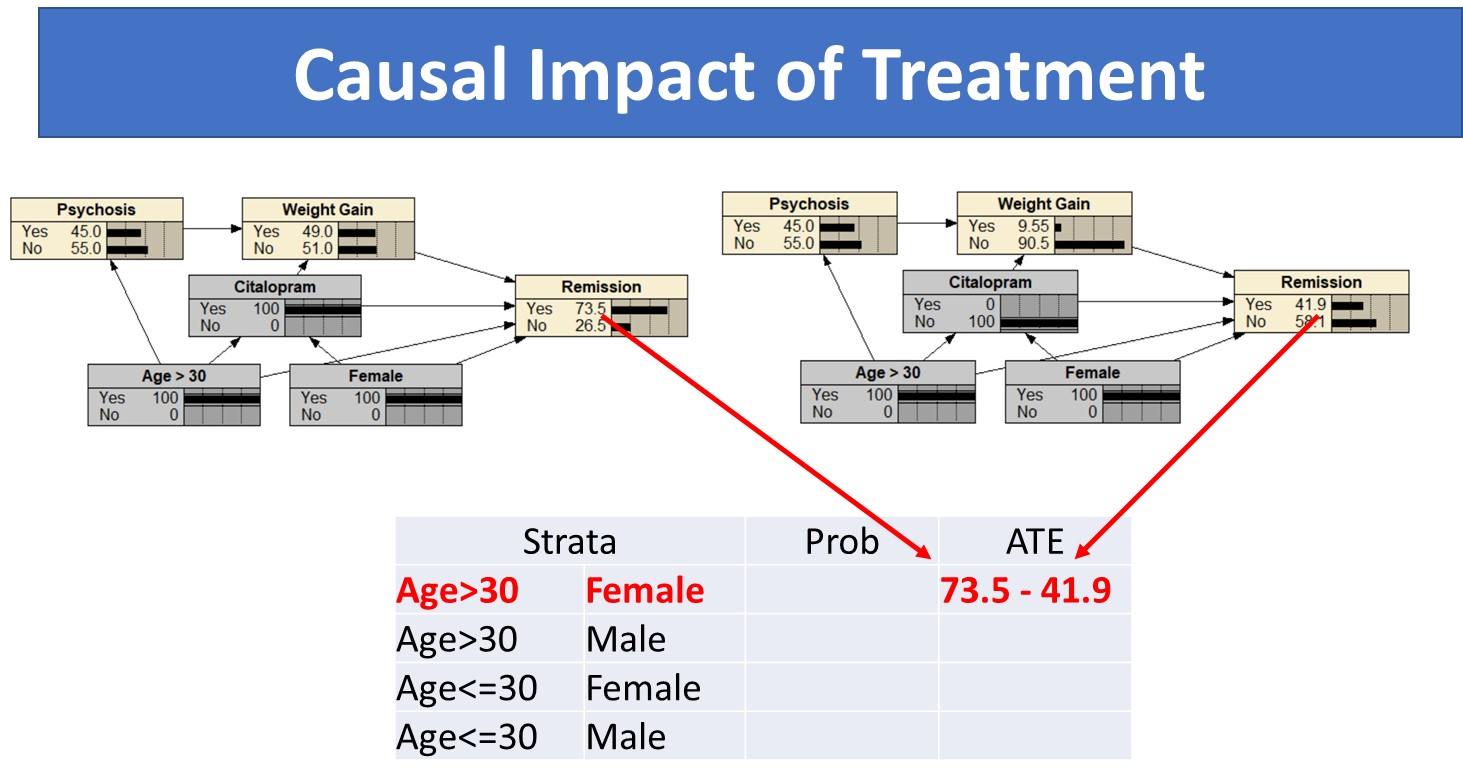 Causal Impact of Treatment
Psychosis
Yes 45.0
No 55.0
Weight Gain
Yes 49.0
No 51.0
Citalopram
Yes 100
No 0
Remission
Yes 73.5
No 26.5
Age > 30
Yes 100
No 0
Female
Yes 100
No 0
Psychosis
Yes 45.0
No 55.0
Weight Gain
Yes 9.55
No 90.5
Citalopram
Yes 0
No 100
Remission
Yes 41.9
No 58.1
Age > 30
Yes 100
No 0
Female
Yes 100
No 0
Strata Prob ATE
Age>30 Female 73.5 - 41.9
Age>30 Male
Age<=30 Female
Age<=30 Male